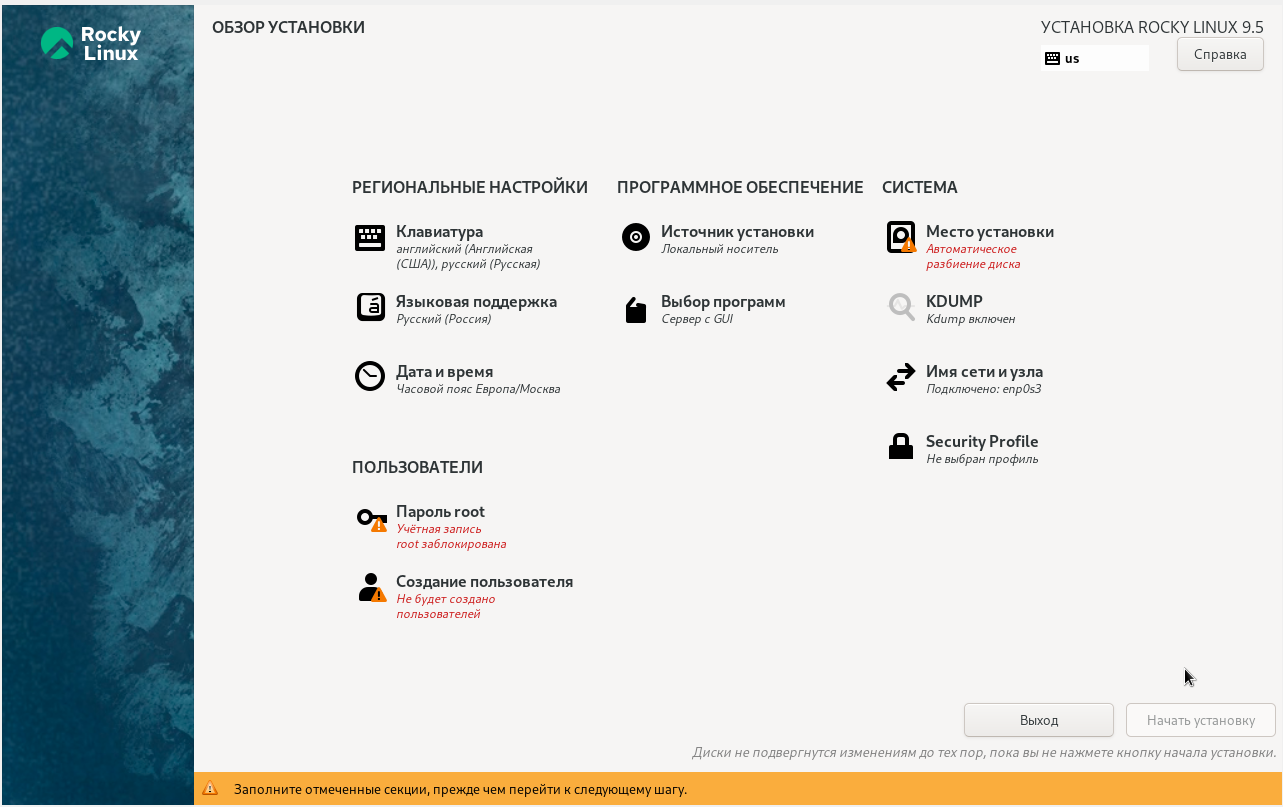 Rocky
Linux
ОБЗОР УСТАНОВКИ
УСТАНОВКА ROCKY LINUX 9.5
us
Справка
РЕГИОНАЛЬНЫЕ НАСТРОЙКИ
Клавиатура
английский (Английская
(США)), русский (Русская)
Языковая поддержка
Русский (Россия)
Дата и время
Часовой пояс Европа/Москва
ПРОГРАММНОЕ ОБЕСПЕЧЕНИЕ
Источник установки
Локальный носитель
Выбор программ
Сервер с GUI
СИСТЕМА
Место установки
Автоматическое
разбиение диска
KDUMP
Kdump включен
Имя сети и узла
Подключено: enp0s3
Security Profile
Не выбран профиль
ПОЛЬЗОВАТЕЛИ
Пароль root
Учётная запись
root заблокирована
Создание пользователя
Не будет создано
пользователей
Выход
Начать установку
Диски не подвергнутся изменениям до тех пор, пока вы не нажмете кнопку начала установки.
Заполните отмеченные секции, прежде чем перейти к следующему шагу.